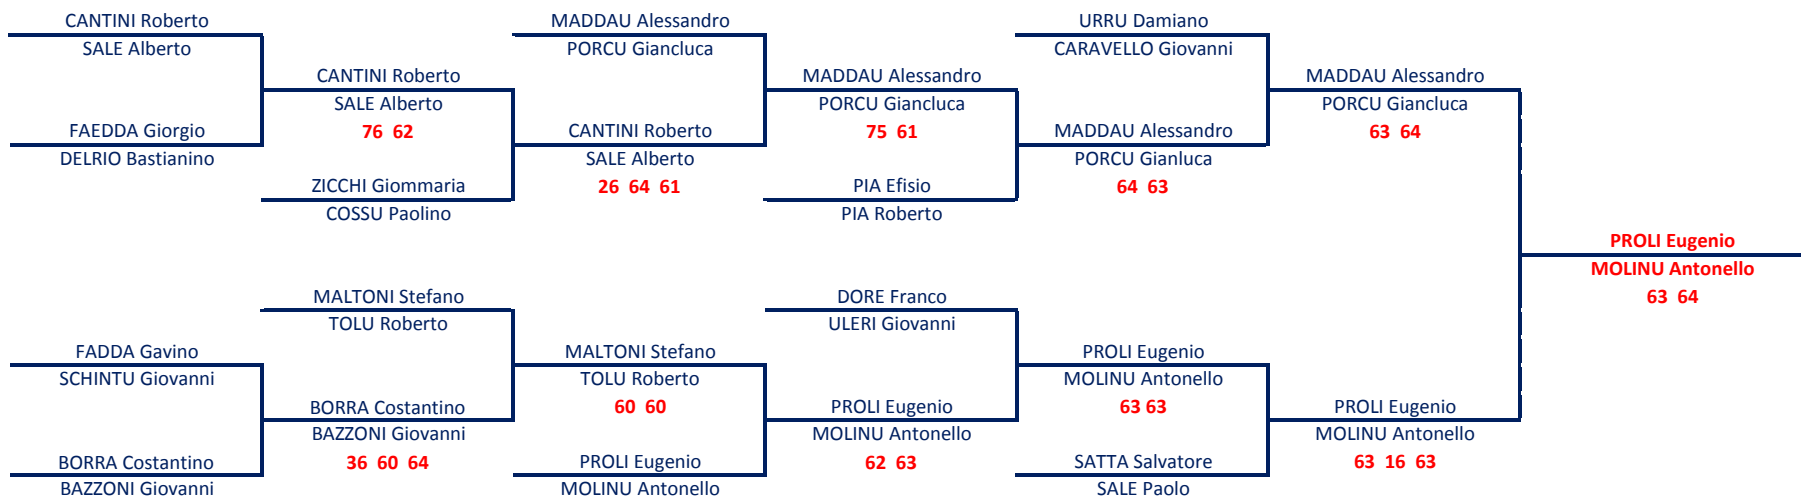 CANTINI Roberto
SALE Alberto
MADDAU Alessandro
PORCU Giancluca
URRU Damiano
CARAVELLO Giovanni
CANTINI Roberto
SALE Alberto
76 62
MADDAU Alessandro
PORCU Giancluca
75 61
MADDAU Alessandro
PORCU Giancluca
63 64
FAEDDA Giorgio
DELRIO Bastianino
CANTINI Roberto
SALE Alberto
26 64 61
MADDAU Alessandro
PORCU Gianluca
64 63
ZICCHI Giommaria
COSSU Paolino
PIA Efisio
PIA Roberto
PROLI Eugenio
MOLINU Antonello
63 64
MALTONI Stefano
TOLU Roberto
DORE Franco
ULERI Giovanni
FADDA Gavino
SCHINTU Giovanni
MALTONI Stefano
TOLU Roberto
60 60
PROLI Eugenio
MOLINU Antonello
63 63
BORRA Costantino
BAZZONI Giovanni
36 60 64
PROLI Eugenio
MOLINU Antonello
62 63
PROLI Eugenio
MOLINU Antonello
63 16 63
BORRA Costantino
BAZZONI Giovanni
PROLI Eugenio
MOLINU Antonello
SATTA Salvatore
SALE Paolo